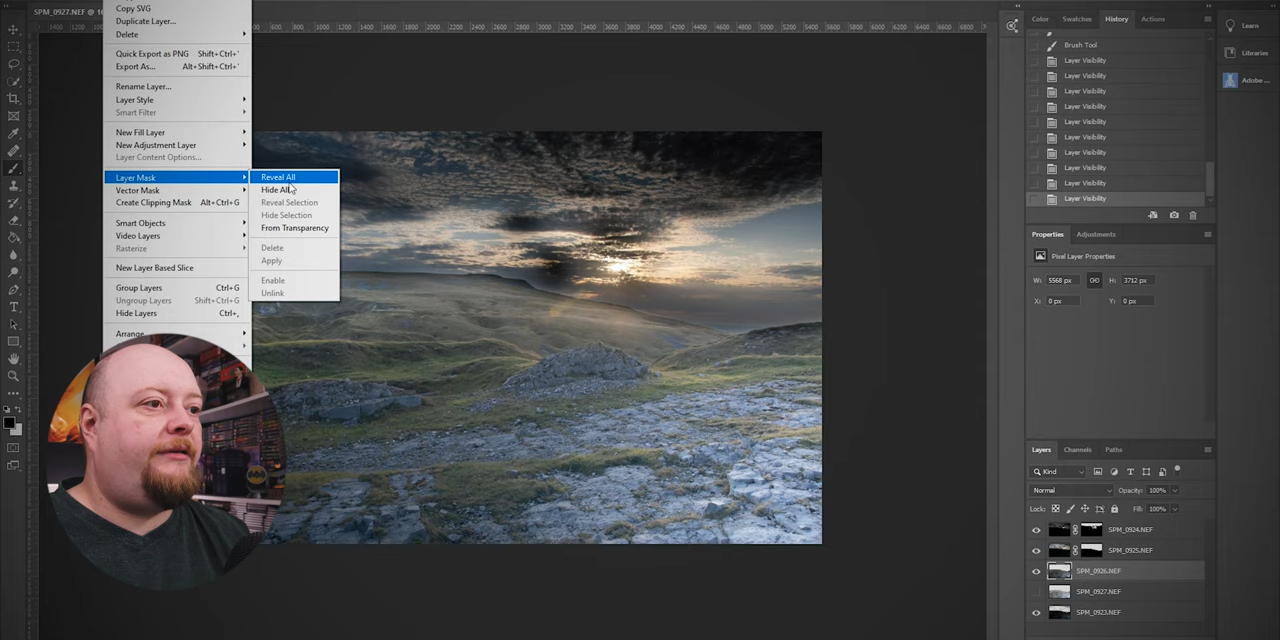 SPM_0927.NEF @ 1
Copy SVG
Duplicate Layer...
Delete
Quick Export as PNG Shift+Ctrl+'
Export As... Alt+Shift+Ctrl+'
Rename Layer...
Layer Style
Smart Filter
New Fill Layer
New Adjustment Layer
Layer Content Options...
Layer Mask
Vector Mask
Create Clipping Mask Alt+Ctrl+G
Smart Objects
Video Layers
Rasterize
New Layer Based Slice
Group Layers Ctrl+G
Ungroup Layers Shift+Ctrl+G
Hide Layers Ctrl+,
Arrange
Reveal All
Hide All
Reveal Selection
Hide Selection
From Transparency
Delete
Apply
Enable
Unlink
Color Swatches History Actions
Brush Tool
Layer Visibility
Layer Visibility
Layer Visibility
Layer Visibility
Layer Visibility
Layer Visibility
Layer Visibility
Layer Visibility
Layer Visibility
Layer Visibility
Learn
Libraries
Adobe ...
Properties Adjustments
Pixel Layer Properties
W: 5568 px H: 3712 px
X: 0 px Y: 0 px
Layers Channels Paths
Kind
Normal Opacity: 100%
Lock: Fill: 100%
SPM_0924.NEF
SPM_0925.NEF
SPM_0926.NEF
SPM_0927.NEF
SPM_0923.NEF